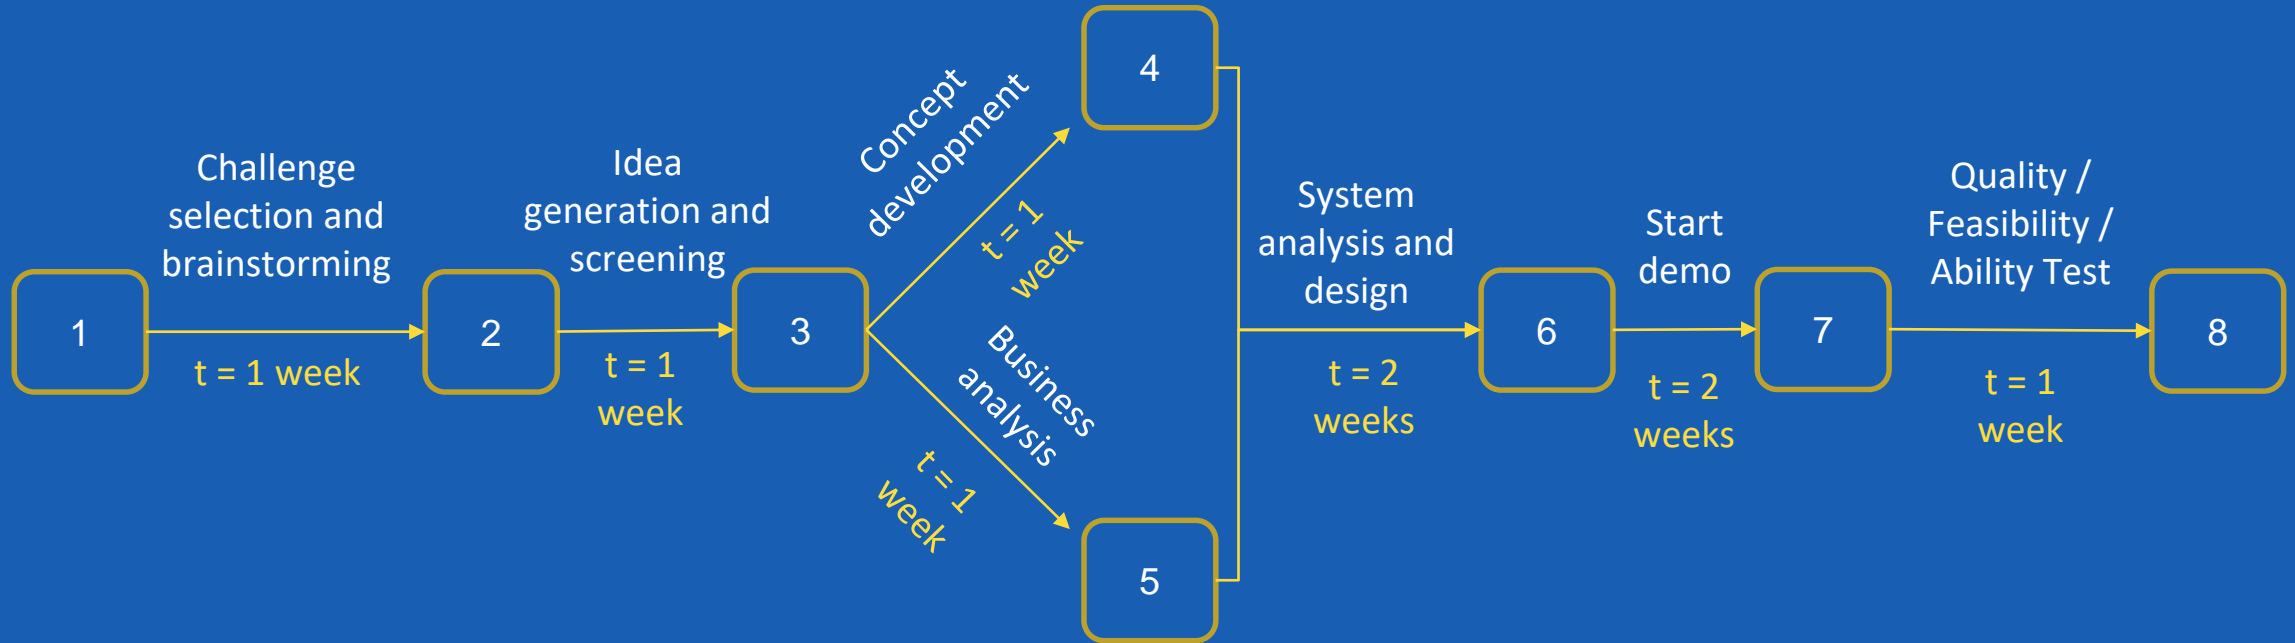 1
Challenge
selection and
brainstorming
t = 1 week
2
Idea
generation and
screening
t = 1
week
3
Concept
development
t = 1
week
4
Business
analysis
t = 1
week
5
System
analysis and
design
t = 2
weeks
6
Start
demo
t = 2
weeks
7
Quality /
Feasibility /
Ability Test
t = 1
week
8